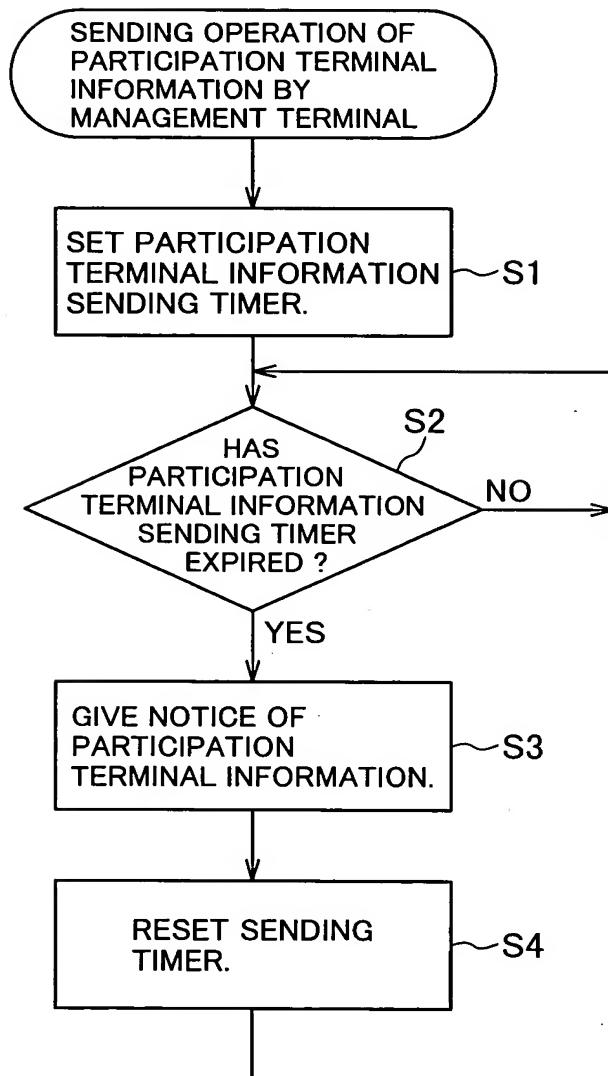 SENDING OPERATION OF
PARTICIPATION TERMINAL
INFORMATION BY
MANAGEMENT TERMINAL
SET PARTICIPATION
TERMINAL INFORMATION
SENDING TIMER.
S1
S2
HAS
PARTICIPATION
TERMINAL INFORMATION
SENDING TIMER
EXPIRED ?
NO
YES
GIVE NOTICE OF
PARTICIPATION
TERMINAL INFORMATION.
S3
RESET SENDING
TIMER.
S4